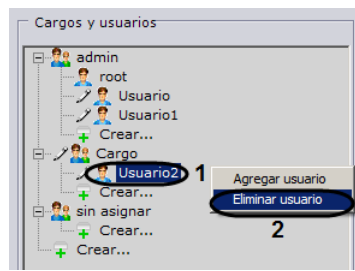 Cargos y usuarios
admin
root
Usuario
Usuario1
Crear...
Cargo
Usuario2 1
Agregar usuario
Crear...
Eliminar usuario
sin asignar
2
Crear...
Crear...